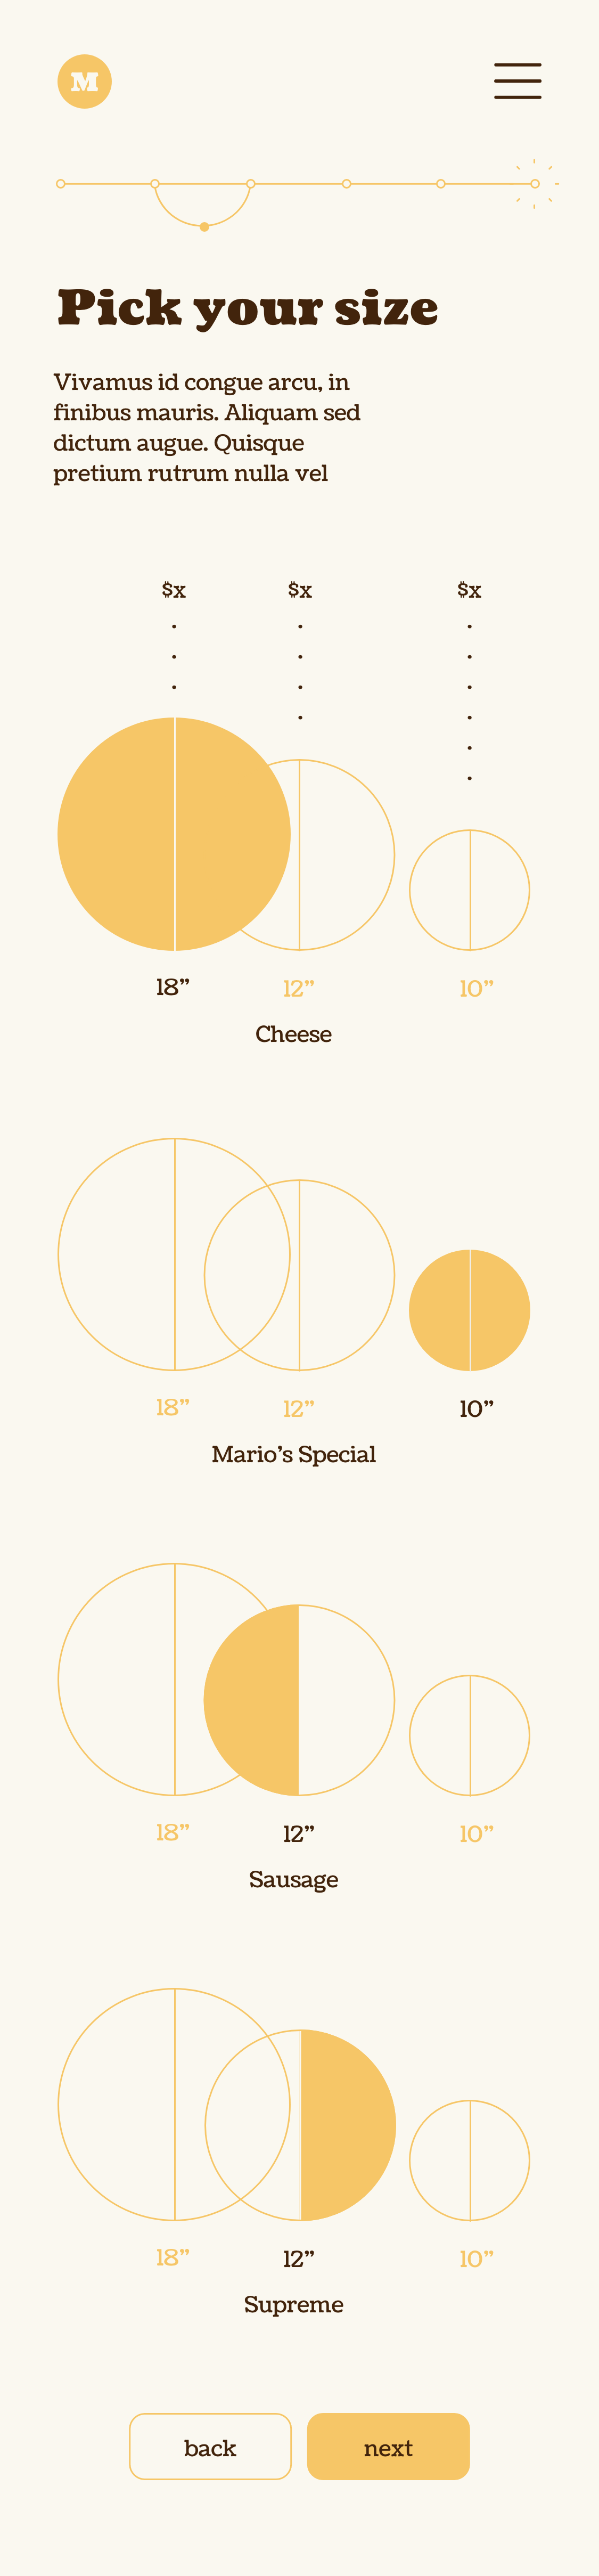 M
Pick your size
Vivamus id congue arcu, in
finibus mauris. Aliquam sed
dictum augue. Quisque
pretium rutrum nulla vel
$x $x $x
18” 12” 10”
Cheese
18” 12” 10”
Mario’s Special
18” 12” 10”
Sausage
18” 12” 10”
Supreme
back next